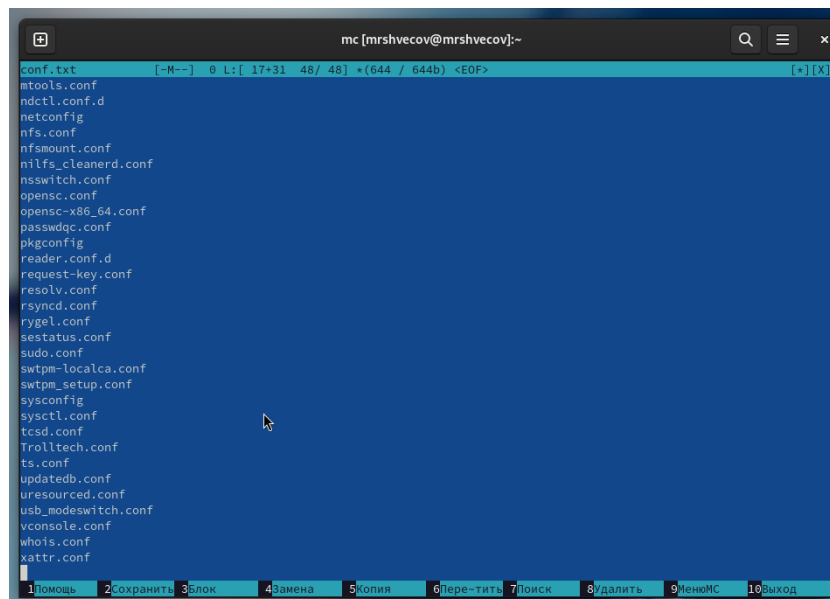 mc [mrshvecov@mrshvecov]:~
conf.txt [-M--] 0 L:[ 17+31 48/ 48] *(644 / 644b) <EOF> [*][X]
mtools.conf
ndctl.conf.d
netconfig
nfs.conf
nfsmount.conf
nilfs_cleanerd.conf
nsswitch.conf
opensc.conf
opensc-x86_64.conf
passwdqc.conf
pkgconfig
reader.conf.d
request-key.conf
resolv.conf
rsyncd.conf
rygel.conf
sestatus.conf
sudo.conf
swtpm-localca.conf
swtpm_setup.conf
sysconfig
sysctl.conf
tcsd.conf
Trolltech.conf
ts.conf
updatedb.conf
uresourced.conf
usb_modeswitch.conf
vconsole.conf
whois.conf
xattr.conf
1Помощь 2Сохранить 3Блок 4Замена 5Копия 6Пере~тить 7Поиск 8Удалить 9МенюМС 10Выход